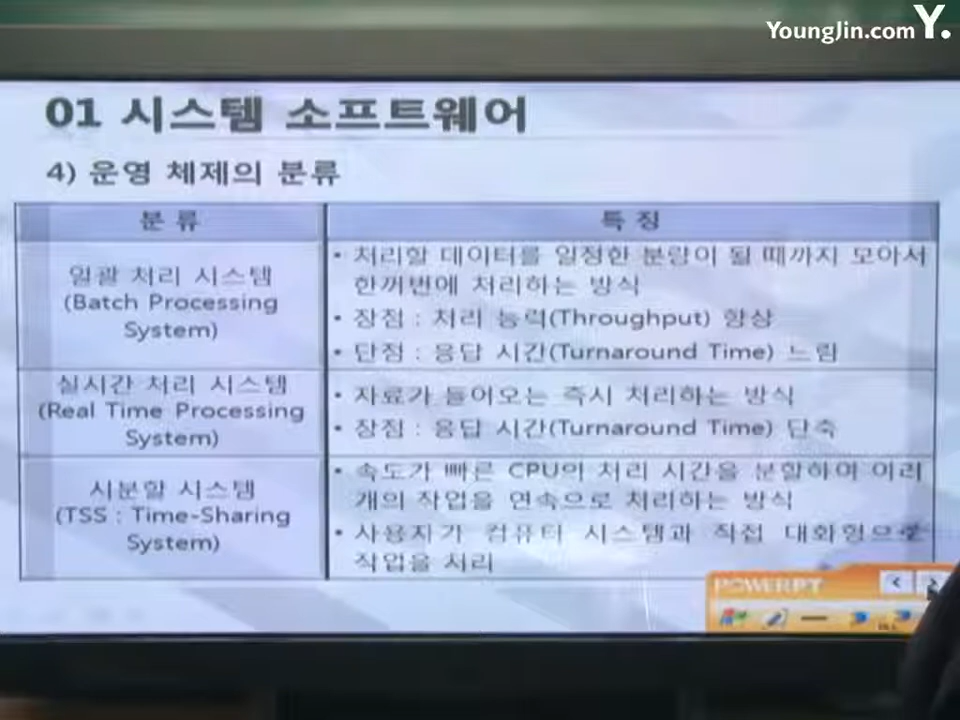 YoungJin.com Y.
01 시스템 소프트웨어
4) 운영 체제의 분류
분 류
특 징
일괄 처리 시스템
(Batch Processing
System)
• 처리할 데이터를 일정한 분량이 될 때까지 모아서
한꺼번에 처리하는 방식
• 장점 : 처리 능력(Throughput) 향상
• 단점 : 응답 시간(Turnaround Time) 느림
실시간 처리 시스템
(Real Time Processing
System)
• 자료가 들어오는 즉시 처리하는 방식
• 장점 : 응답 시간(Turnaround Time) 단축
시분할 시스템
(TSS : Time-Sharing
System)
• 속도가 빠른 CPU의 처리 시간을 분할하여 여러
개의 작업을 연속으로 처리하는 방식
• 사용자가 컴퓨터 시스템과 직접 대화형으로
작업을 처리
POWERPT